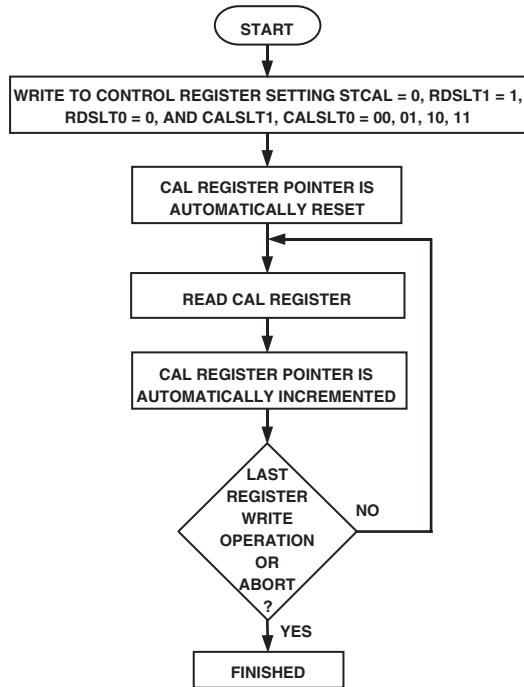 START
WRITE TO CONTROL REGISTER SETTING STCAL = 0, RDSLT1 = 1,
RDSLT0 = 0, AND CALSLT1, CALSLT0 = 00, 01, 10, 11
CAL REGISTER POINTER IS
AUTOMATICALLY RESET
READ CAL REGISTER
CAL REGISTER POINTER IS
AUTOMATICALLY INCREMENTED
LAST
REGISTER
WRITE
OPERATION
OR
ABORT
?
NO
YES
FINISHED